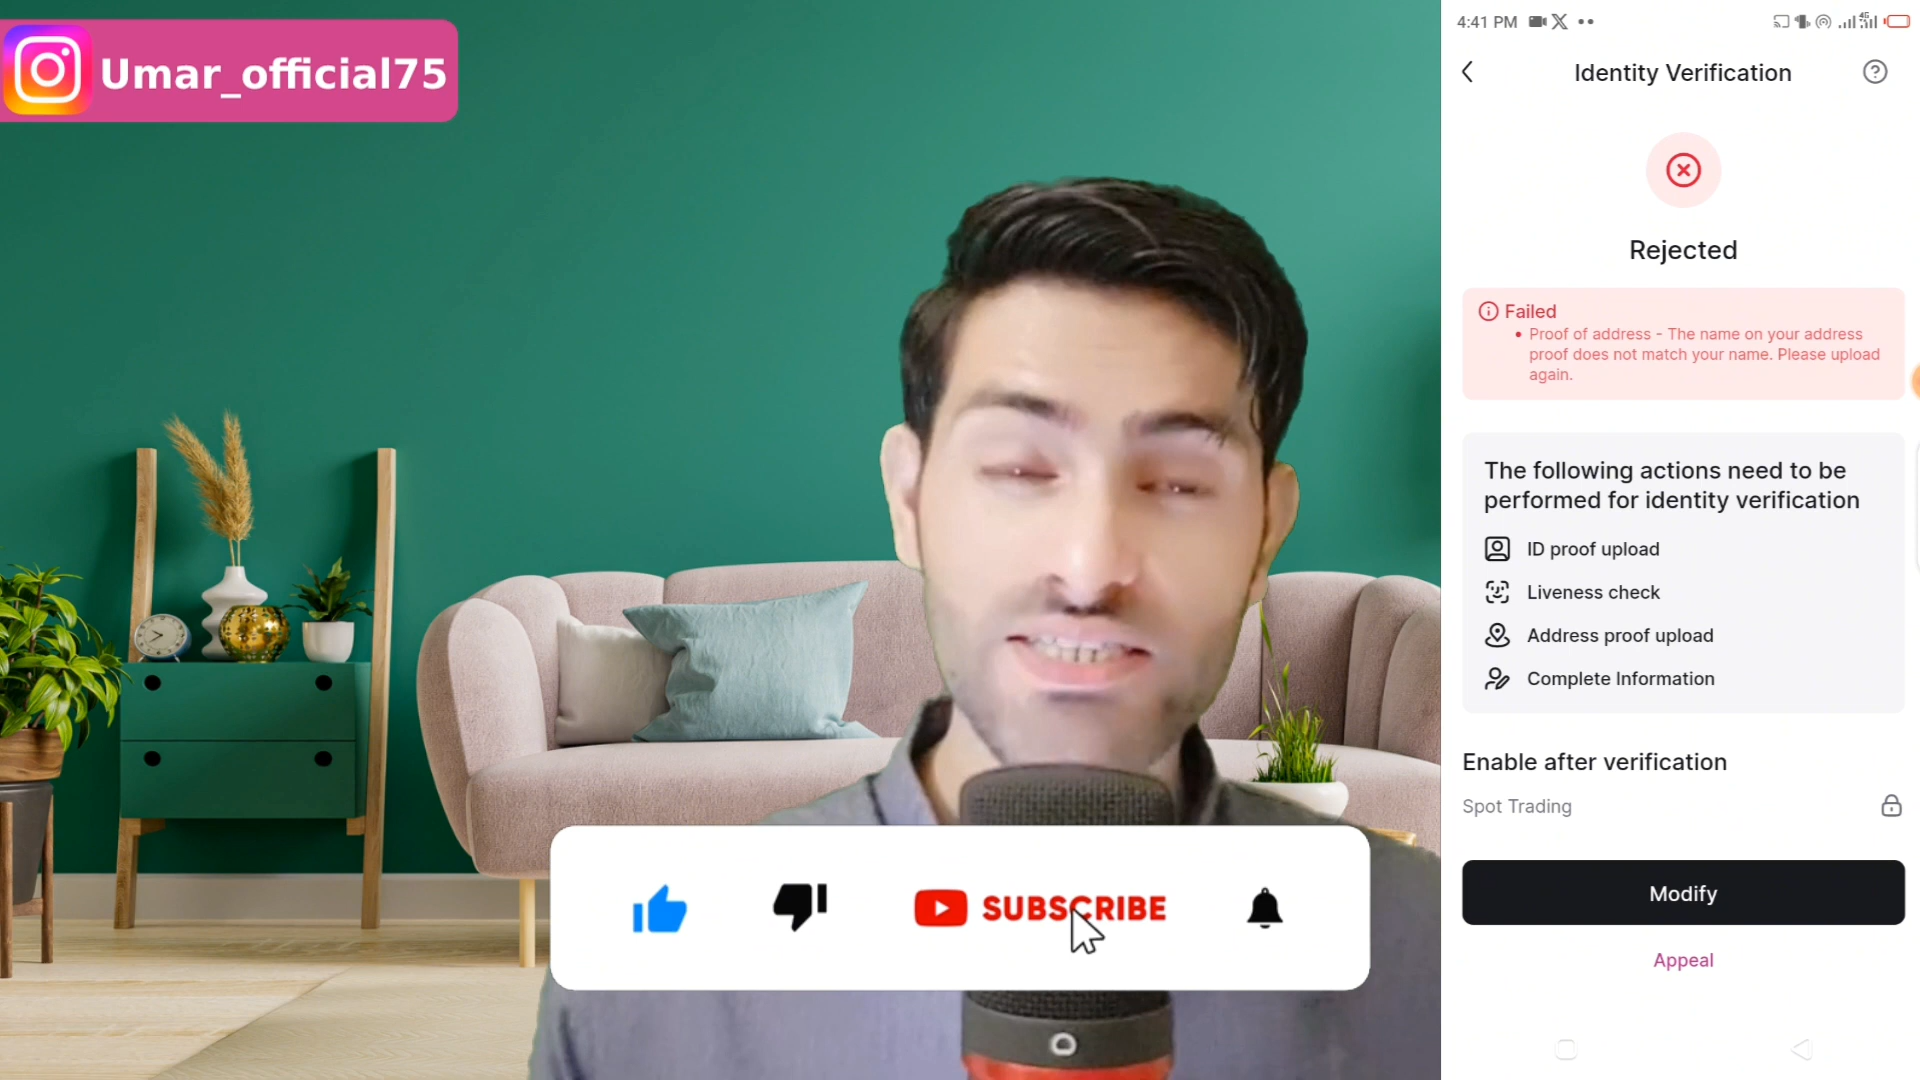 Umar_official75
SUBSCRIBE
4:41 PM
4G
Identity Verification
Rejected
Failed
• Proof of address - The name on your address
proof does not match your name. Please upload
again.
The following actions need to be
performed for identity verification
ID proof upload
Liveness check
Address proof upload
Complete Information
Enable after verification
Spot Trading
Modify
Appeal